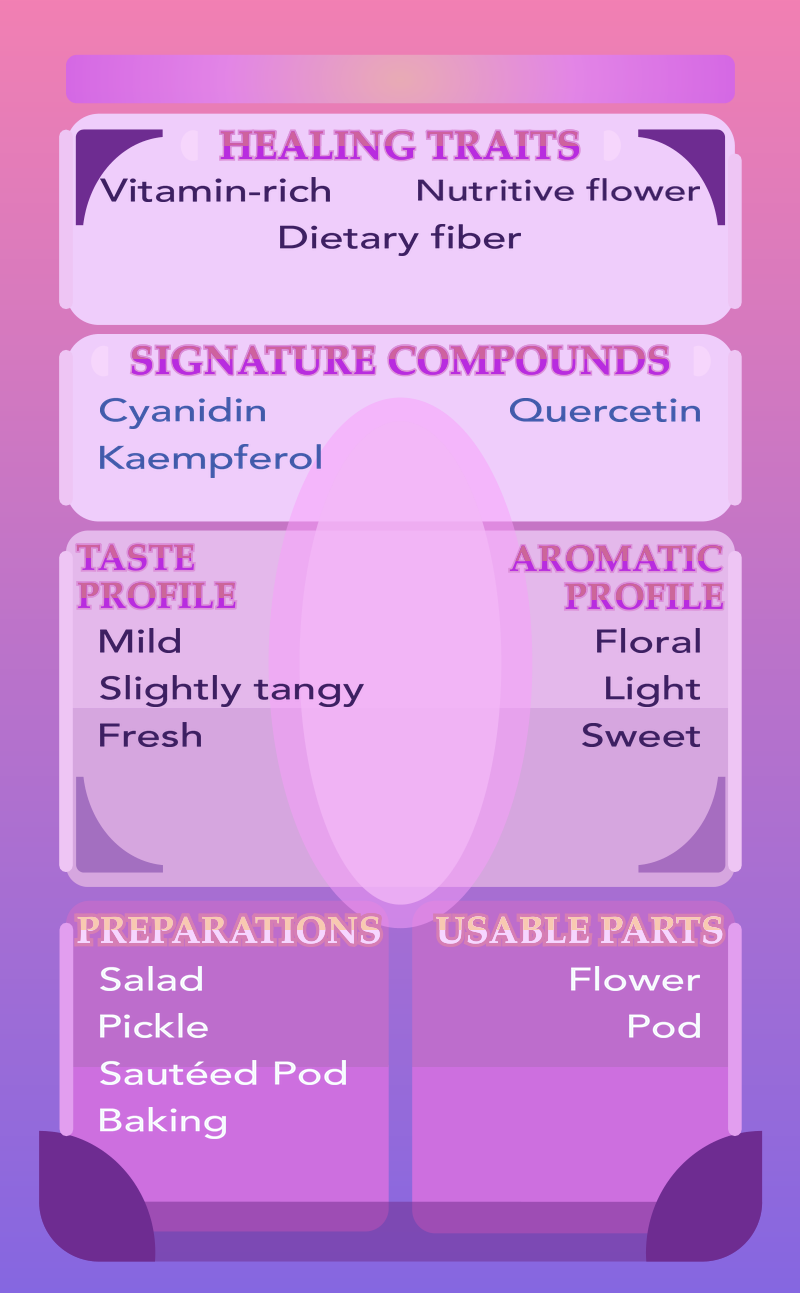 HEALING TRAITS
Vitamin-rich Nutritive flower
Dietary fiber
SIGNATURE COMPOUNDS
Cyanidin Quercetin
Kaempferol
TASTE
PROFILE
Mild
Slightly tangy
Fresh
AROMATIC
PROFILE
Floral
Light
Sweet
PREPARATIONS
Salad
Pickle
Sautéed Pod
Baking
USABLE PARTS
Flower
Pod